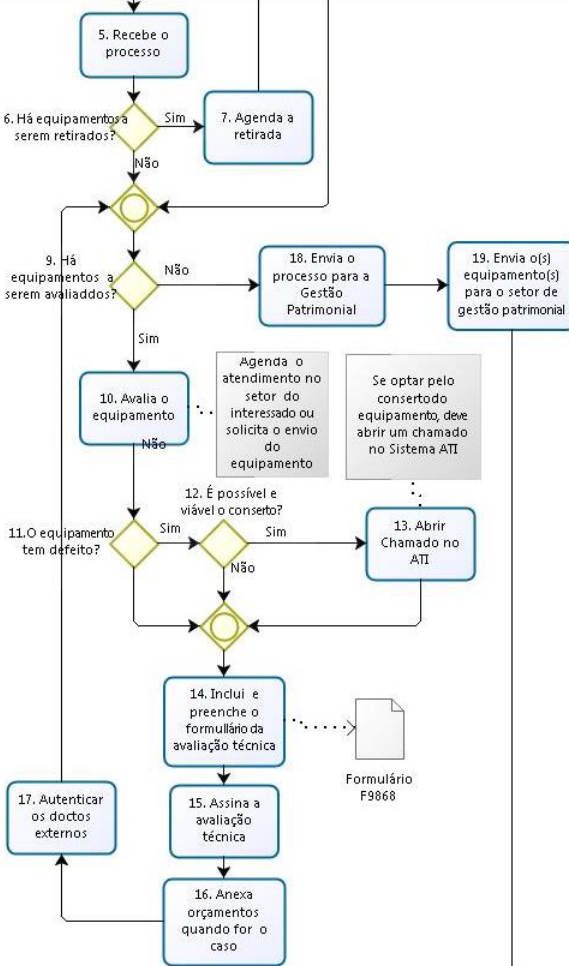 5. Recebe o
processo
6. Há equipamentosa
serem retirados?
Sim
7. Agenda a
retirada
Não
9. Há
equipamentos a
serem avaliaddos?
Não
18. Envia o
processo para a
Gestão
Patrimonial
19. Envia o(s)
equipamento(s)
para o setor de
gestão patrimonial
Sim
10. Avalia o
equipamento
Agenda o
atendimento no
setor do
interessado ou
solicita o envio
do
equipamento
Se optar pelo
consertodo
equipamento, deve
abrir um chamado
no Sistema ATI
Não
12. É possível e
viável o conserto?
11.O equipamento
tem defeito?
Sim
Sim
13. Abrir
Chamado no
ATI
Não
14. Inclui e
preenche o
formulláriо da
avaliação técnica
Formulário
F9868
17. Autenticar
os doctos
externos
15. Assina a
avaliação
técnica
16. Anexa
orçamentos
quando for o
caso